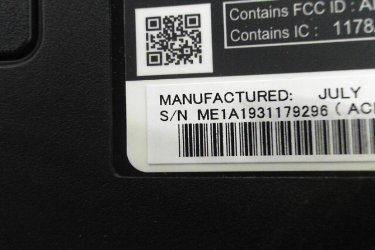 Contains FCC ID : A
Contains IC : 1178
MANUFACTURED: JULY
S/N ME1A1931179296 ( AC